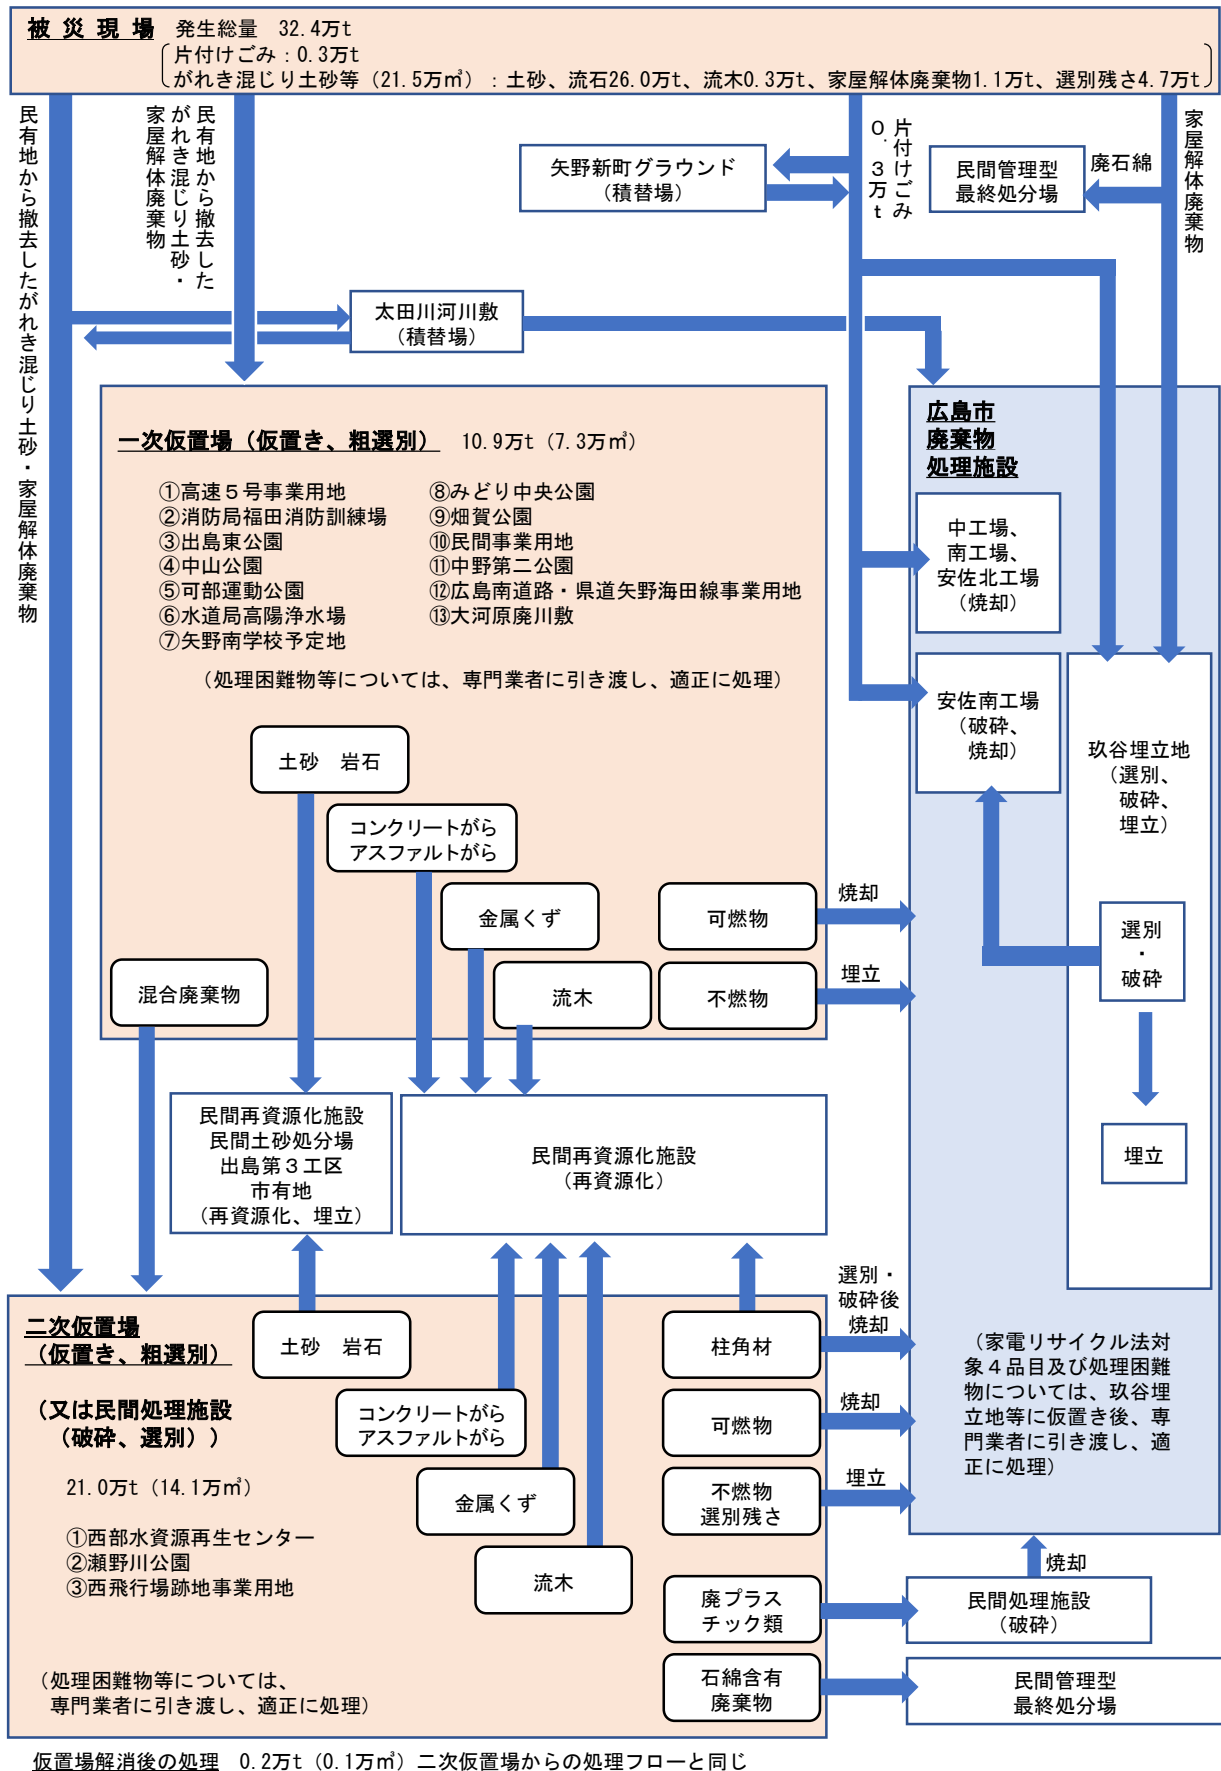 被災現場　発生総量　32.4万t
片付けごみ：0.3万t
がれき混じり土砂等（21.5万㎥）：土砂、流石26.0万t、流木0.3万t、家屋解体廃棄物1.1万t、選別残さ4.7万t
民有地から撤去したがれき混じり土砂・家屋解体廃棄物
民有地から撤去した
がれき混じり土砂・
家屋解体廃棄物
矢野新町グラウンド
（積替場）
片付けごみ
０．３万ｔ
民間管理型
最終処分場
廃石綿
家屋解体廃棄物
太田川河川敷
（積替場）
一次仮置場（仮置き、粗選別）　10.9万t（7.3万㎥）
①高速５号事業用地
②消防局福田消防訓練場
③出島東公園
④中山公園
⑤可部運動公園
⑥水道局高陽浄水場
⑦矢野南学校予定地
⑧みどり中央公園
⑨畑賀公園
⑩民間事業用地
⑪中野第二公園
⑫広島南道路・県道矢野海田線事業用地
⑬大河原廃川敷
（処理困難物等については、専門業者に引き渡し、適正に処理）
土砂　岩石
コンクリートがら
アスファルトがら
金属くず
流木
混合廃棄物
可燃物
不燃物
焼却
埋立
広島市
廃棄物
処理施設
中工場、
南工場、
安佐北工場
（焼却）
安佐南工場
（破砕、
焼却）
玖谷埋立地
（選別、
破砕、
埋立）
選別
・
破砕
埋立
民間再資源化施設
民間土砂処分場
出島第３工区
市有地
（再資源化、埋立）
民間再資源化施設
（再資源化）
二次仮置場
（仮置き、粗選別）
（又は民間処理施設
（破砕、選別））
21.0万t（14.1万㎥）
①西部水資源再生センター
②瀬野川公園
③西飛行場跡地事業用地
（処理困難物等については、
専門業者に引き渡し、適正に処理）
土砂　岩石
コンクリートがら
アスファルトがら
金属くず
流木
柱角材
可燃物
不燃物
選別残さ
廃プラス
チック類
石綿含有
廃棄物
選別・
破砕後
焼却
焼却
埋立
（家電リサイクル法対
象４品目及び処理困難
物については、玖谷埋
立地等に仮置き後、専
門業者に引き渡し、適
正に処理）
焼却
民間処理施設
（破砕）
民間管理型
最終処分場
仮置場解消後の処理　0.2万t（0.1万㎥）二次仮置場からの処理フローと同じ